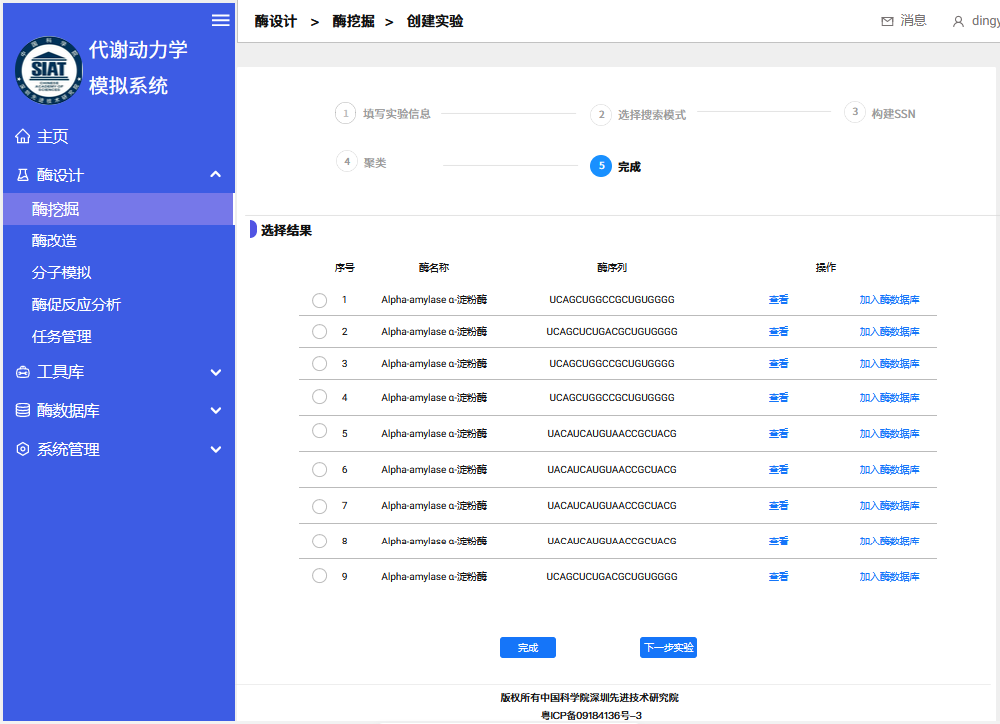 酶设计 > 酶挖掘 > 创建实验
消息
dingy
SIAT
代谢动力学
模拟系统
主页
酶设计
酶挖掘
酶改造
分子模拟
酶促反应分析
任务管理
工具库
酶数据库
系统管理
1 填写实验信息
2 选择搜索模式
3 构建SSN
4 聚类
5 完成
选择结果
序号 酶名称 酶序列 操作
1 Alpha-amylase α-淀粉酶 UCAGCUGGCCGCUGUGGGG 查看 加入酶数据库
2 Alpha-amylase α-淀粉酶 UCAGCUCUGACGCUGUGGGG 查看 加入酶数据库
3 Alpha-amylase α-淀粉酶 UCAGCUGGCCGCUGUGGGG 查看 加入酶数据库
4 Alpha-amylase α-淀粉酶 UCAGCUGGCCGCUGUGGGG 查看 加入酶数据库
5 Alpha-amylase α-淀粉酶 UACAUCAUGUAACCGCUACG 查看 加入酶数据库
6 Alpha-amylase α-淀粉酶 UACAUCAUGUAACCGCUACG 查看 加入酶数据库
7 Alpha-amylase α-淀粉酶 UACAUCAUGUAACCGCUACG 查看 加入酶数据库
8 Alpha-amylase α-淀粉酶 UACAUCAUGUAACCGCUACG 查看 加入酶数据库
9 Alpha-amylase α-淀粉酶 UCAGCUCUGACGCUGUGGGG 查看 加入酶数据库
完成
下一步实验
版权所有中国科学院深圳先进技术研究院
粤ICP备09184136号-3